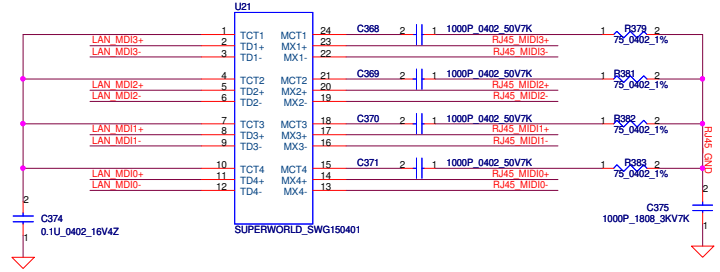 U21
1 TCT1 MCT1 24 C368 2 1 1000P_0402_50V7K 1 R379 2
LAN_MDI3+ 2 TD1+ MX1+ 23 RJ45_MIDI3+ 75_0402_1%
LAN_MDI3- 3 TD1- MX1- 22 RJ45_MIDI3-
4 TCT2 MCT2 21 C369 2 1 1000P_0402_50V7K 1 R381 2
LAN_MDI2+ 5 TD2+ MX2+ 20 RJ45_MIDI2+ 75_0402_1%
LAN_MDI2- 6 TD2- MX2- 19 RJ45_MIDI2-
7 TCT3 MCT3 18 C370 2 1 1000P_0402_50V7K 1 R382 2
LAN_MDI1+ 8 TD3+ MX3+ 17 RJ45_MIDI1+ 75_0402_1%
LAN_MDI1- 9 TD3- MX3- 16 RJ45_MIDI1-
RJ45_GND
10 TCT4 MCT4 15 C371 2 1 1000P_0402_50V7K 1 R383 2
LAN_MDI0+ 11 TD4+ MX4+ 14 RJ45_MIDI0+ 75_0402_1%
LAN_MDI0- 12 TD4- MX4- 13 RJ45_MIDI0-
2 C374 1
0.1U_0402_16V4Z
SUPERWORLD_SWG150401
2 C375 1
1000P_1808_3KV7K